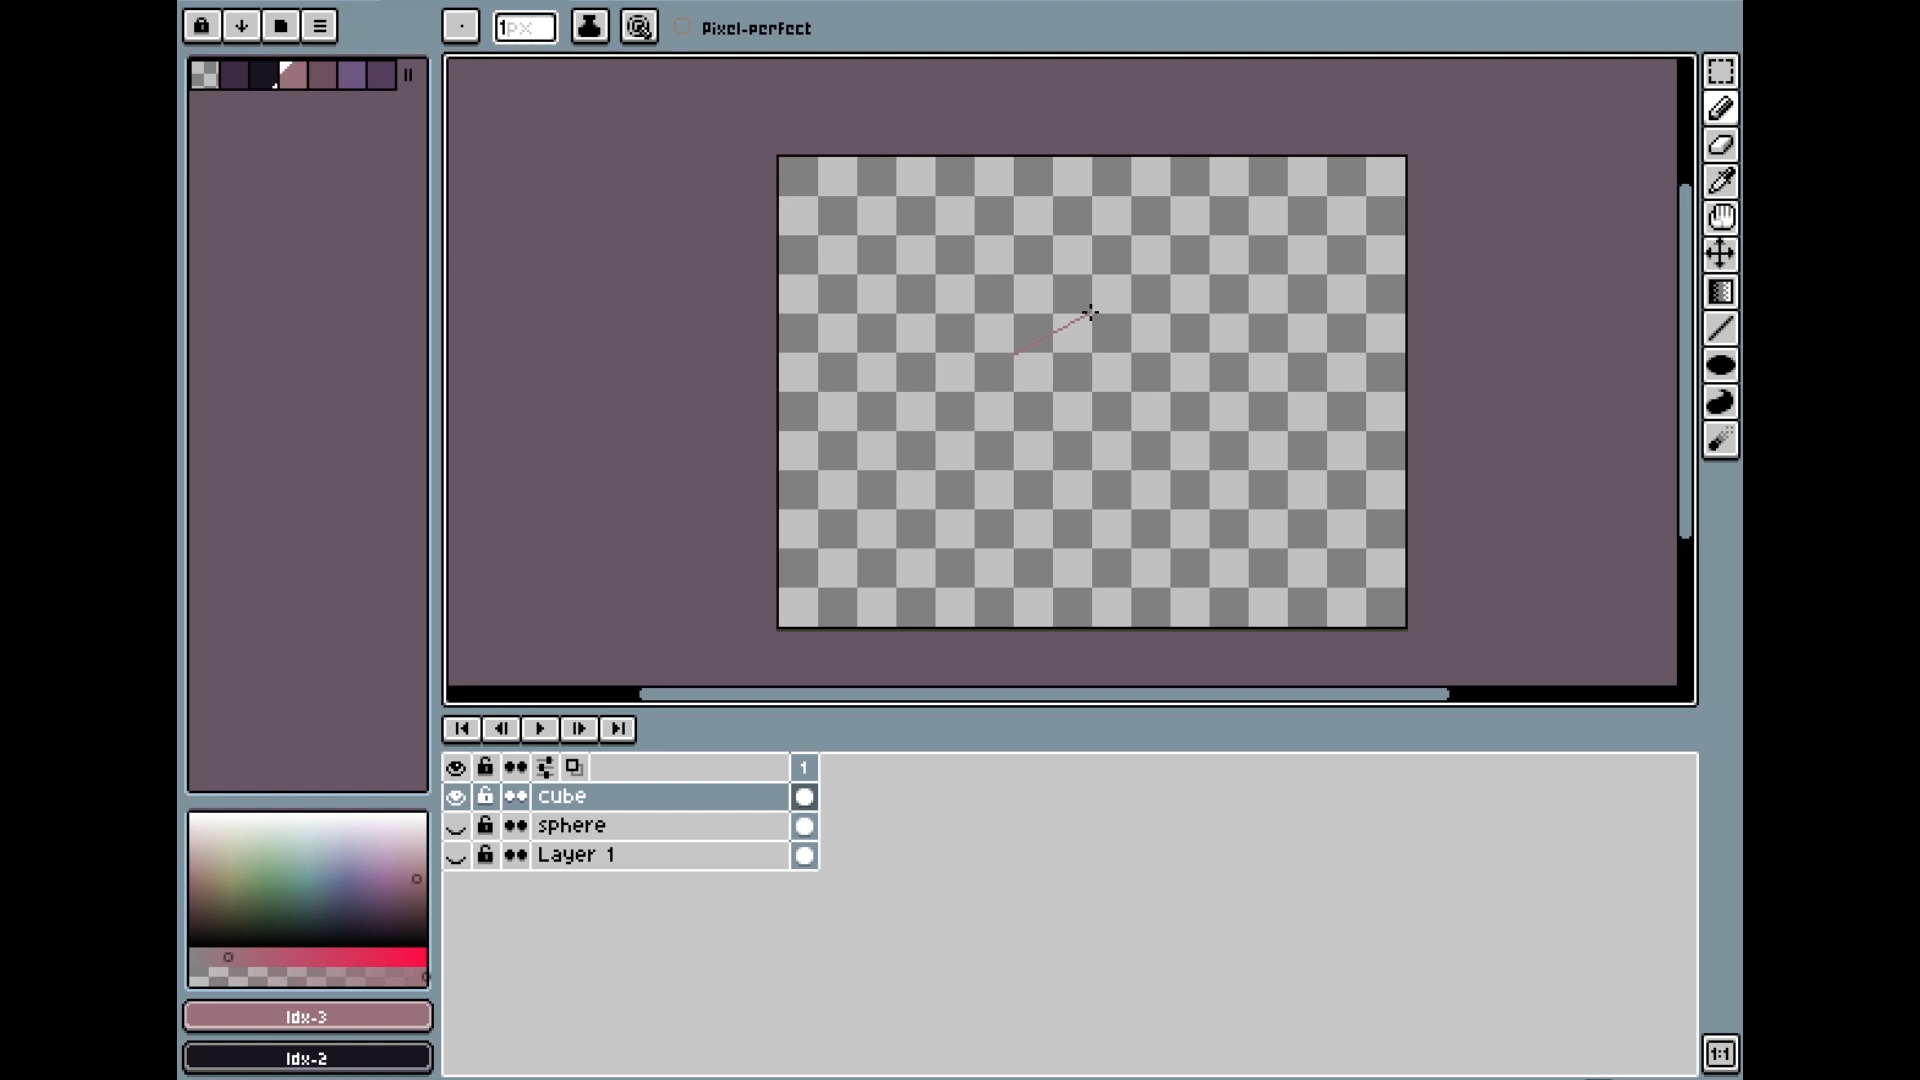 1px
Pixel-perfect
1
cube
sphere
Layer 1
Idx-3
Idx-2
1:1